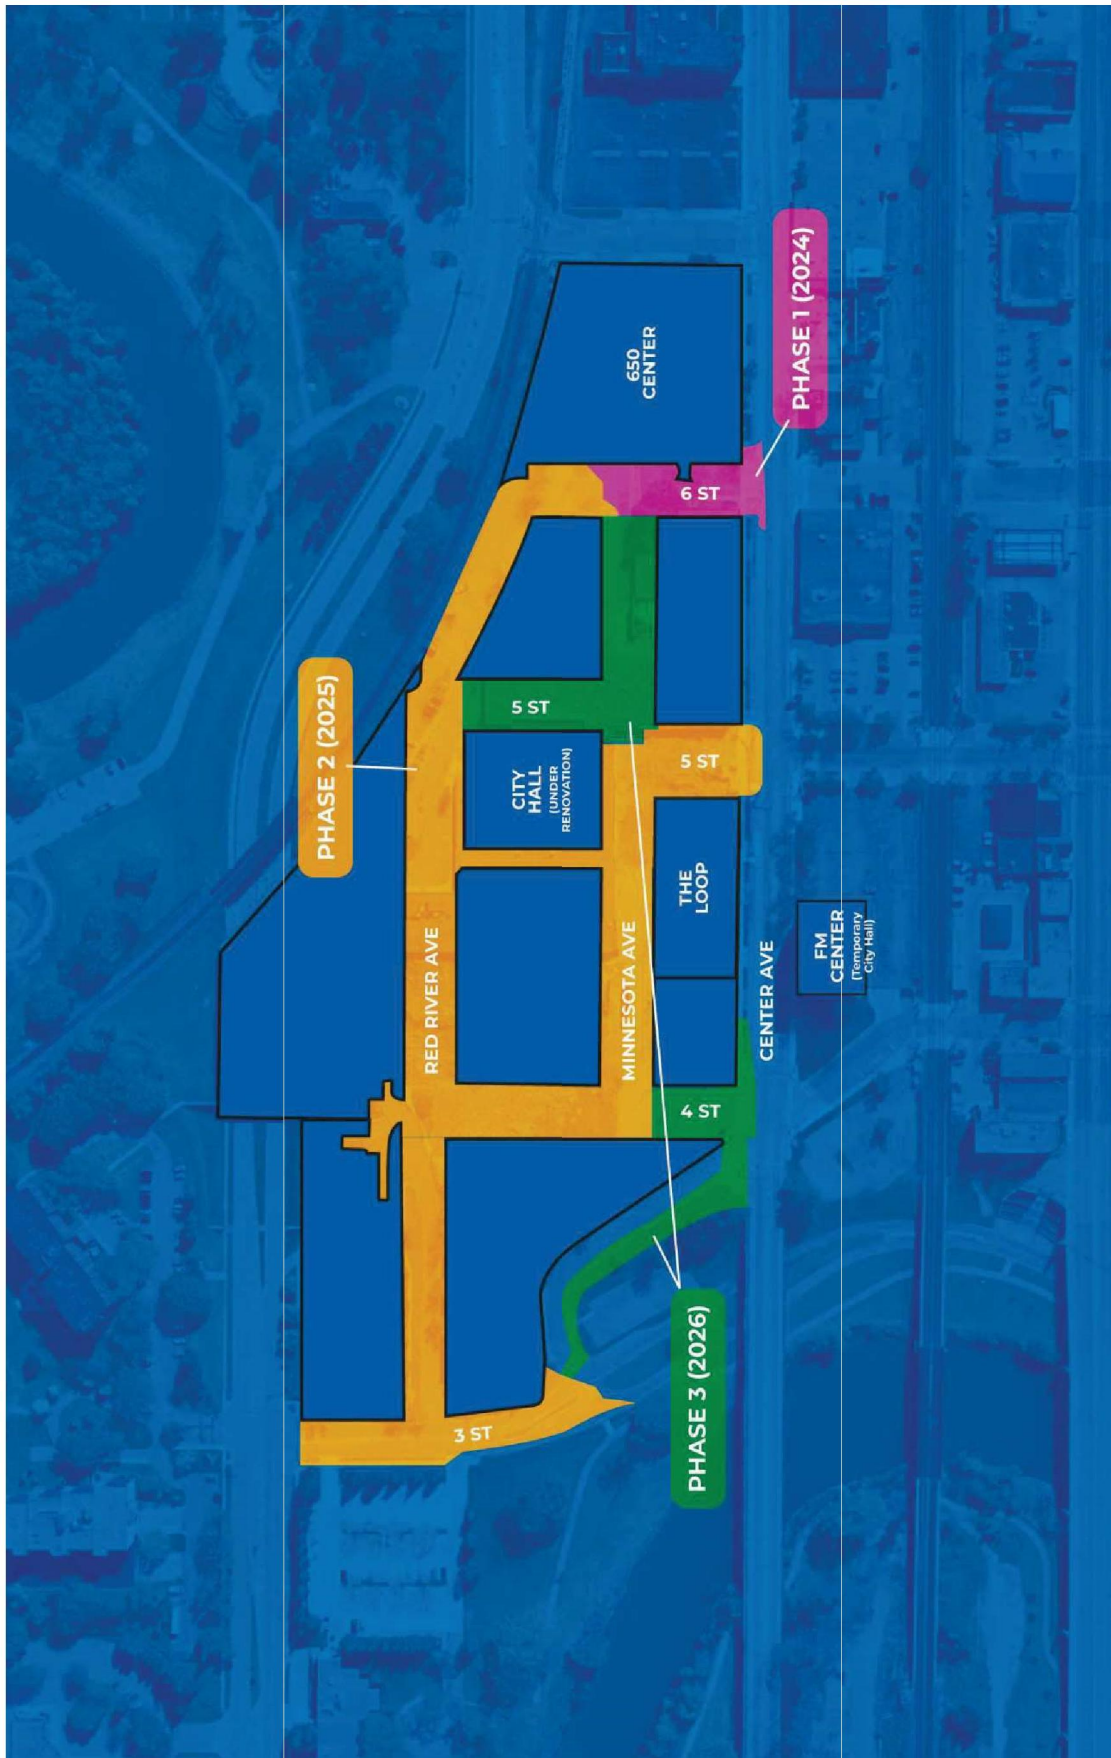 650
CENTER
PHASE 1 (2024)
6 ST
PHASE 2 (2025)
5 ST
5 ST
CITY
HALL
(UNDER
RENOVATION)
THE
LOOP
FM
CENTER
(Temporary
City Hall)
RED RIVER AVE
MINNESOTA AVE
CENTER AVE
4 ST
3 ST
PHASE 3 (2026)